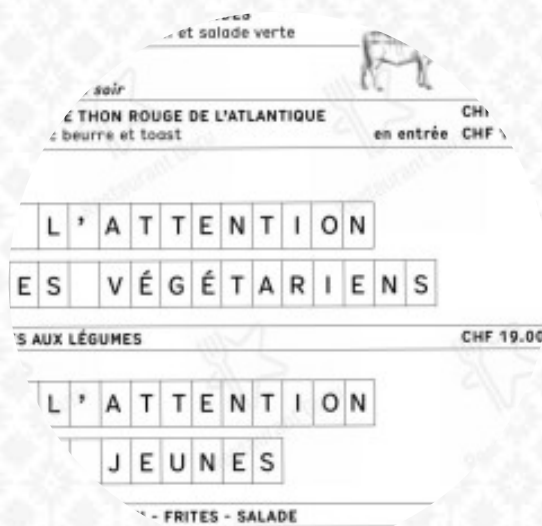 et salade verte
soir
THON ROUGE DE L'ATLANTIQUE
beurre et toast en entrée CHF
L'ATTENTION
ES VÉGÉTARIENS
AUX LÉGUMES CHF 19.00
L'ATTENTION
JEUNES
- FRITES - SALADE